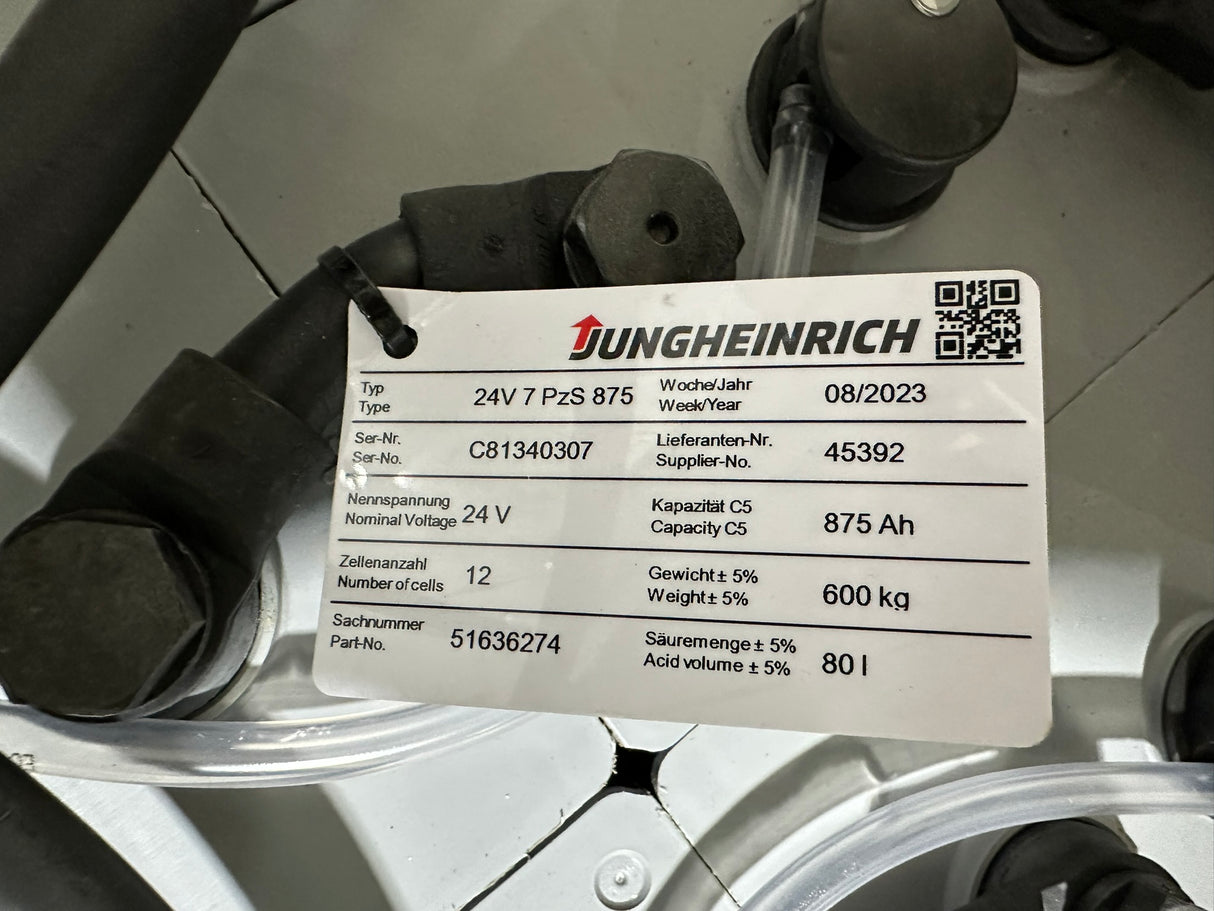 JUNGHEINRICH
Typ
Type
24V 7 PzS 875
Woche/Jahr
Week/Year
08/2023
Ser-Nr.
Ser-No.
C81340307
Lieferanten-Nr.
Supplier-No.
45392
Nennspannung
Nominal Voltage
24 V
Kapazität C5
Capacity C5
875 Ah
Zellenanzahl
Number of cells
12
Gewicht± 5%
Weight± 5%
600 kg
Sachnummer
Part-No.
51636274
Säuremenge ± 5%
Acid volume ± 5%
80 l